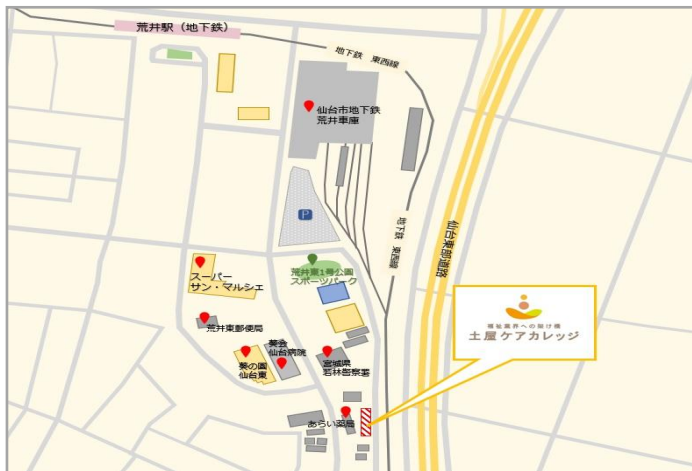 荒井駅（地下鉄）
地下鉄 東西線
仙台市地下鉄
荒井車庫
P
地下鉄 東西線
仙台東部道路
荒井東1号公園
スポーツパーク
スーパー
サン・マルシェ
福祉業界への架け橋
土屋ケアカレッジ
荒井東郵便局
葵会
仙台病院
葵の園
仙台東
宮城県
若林警察署
あらい薬局